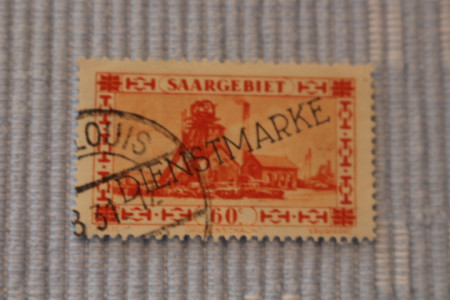 SAARGEBIET
DIENSTMARKE
LOUIS
60